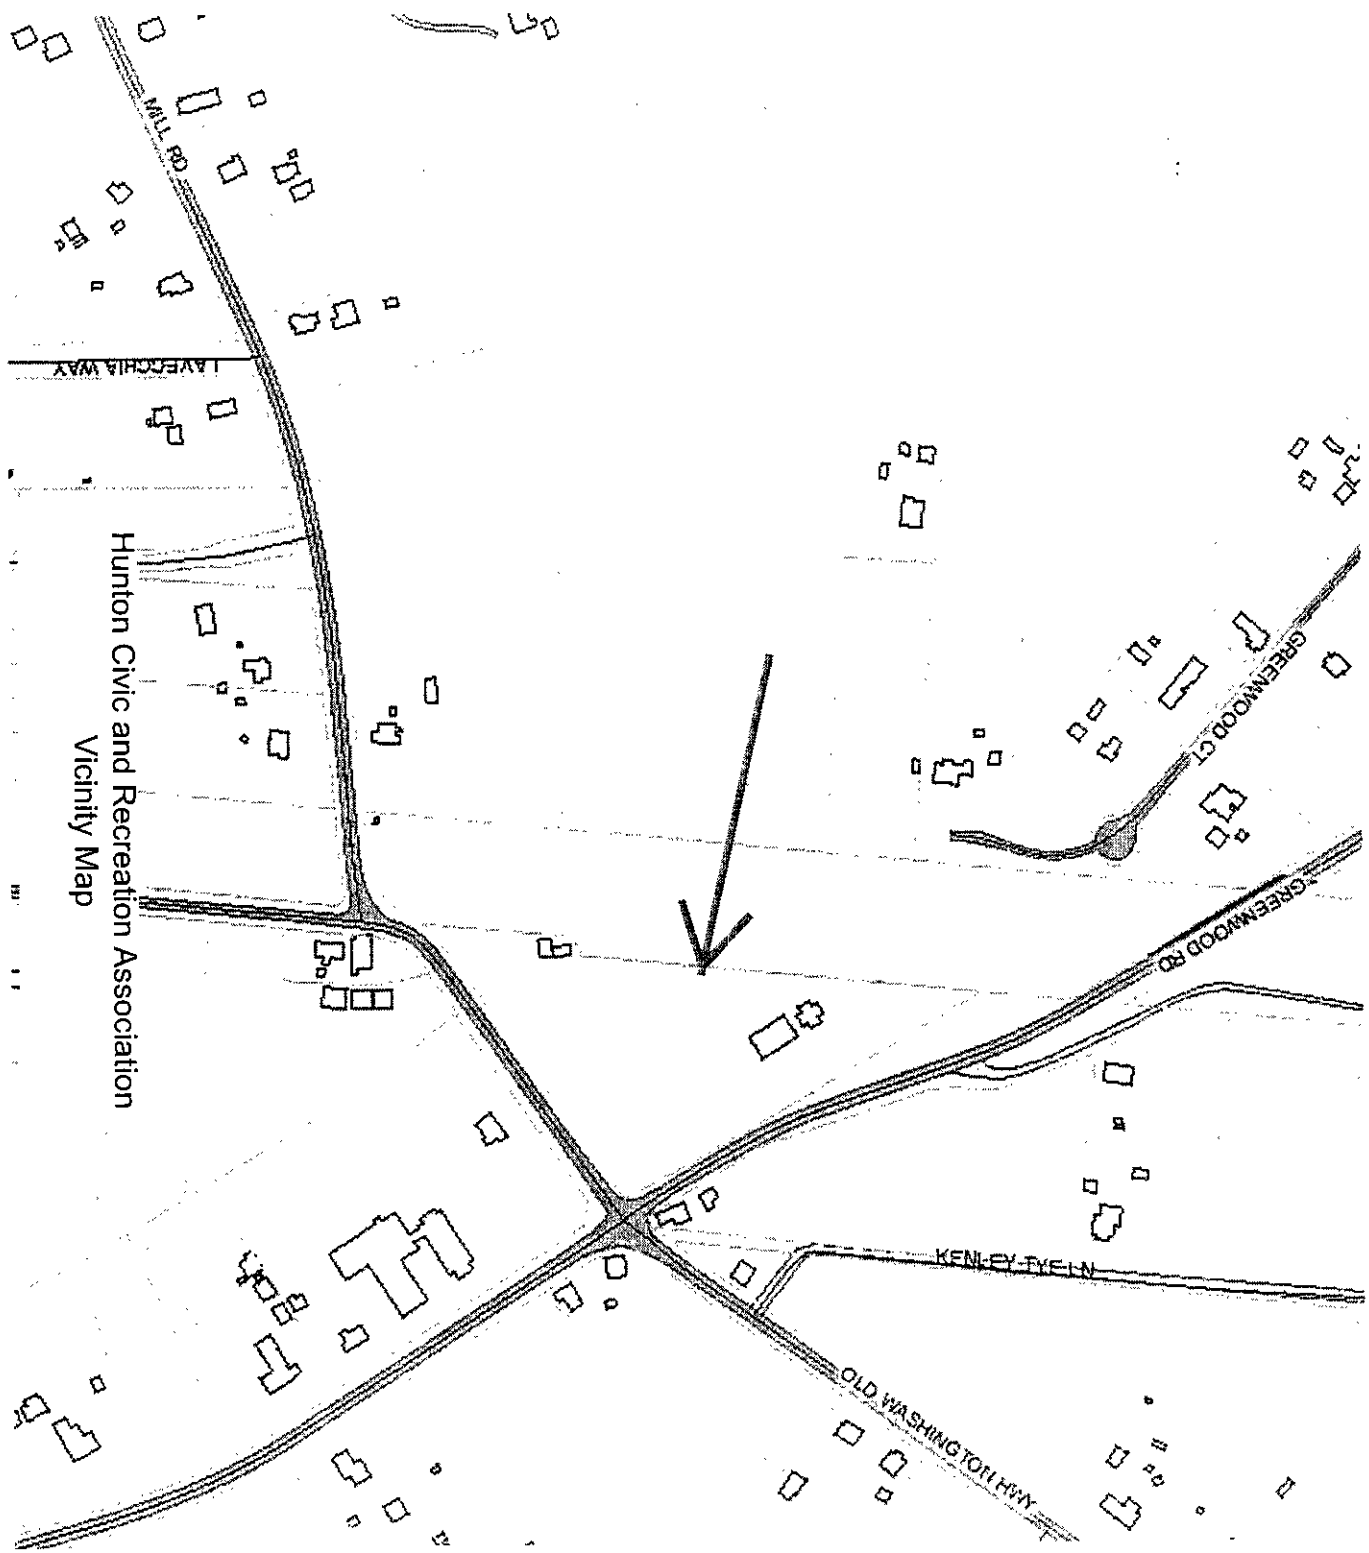 MILL RD
LAVECCHIA WAY
GREENWOOD CT
GREENWOOD RD
KENLEY-TYE LN
OLD WASHINGTON HWY
Hunton Civic and Recreation Association
Vicinity Map